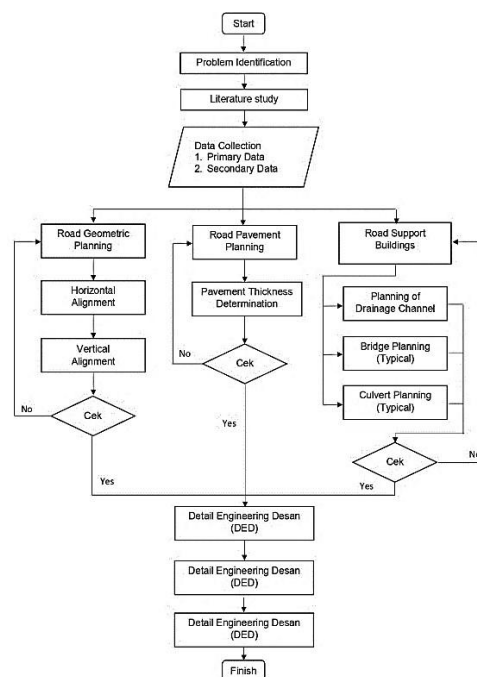 Start
Problem Identification
Literature study
Data Collection
1. Primary Data
2. Secondary Data
Road Geometric
Planning
Horizontal
Alignment
Vertical
Alignment
Cek
No
Yes
Road Pavement
Planning
Pavement Thickness
Determination
Cek
No
Yes
Road Support
Buildings
Planning of
Drainage Channel
Bridge Planning
(Typical)
Culvert Planning
(Typical)
Cek
No
Yes
Detail Engineering Desan
(DED)
Detail Engineering Desan
(DED)
Detail Engineering Desan
(DED)
Finish